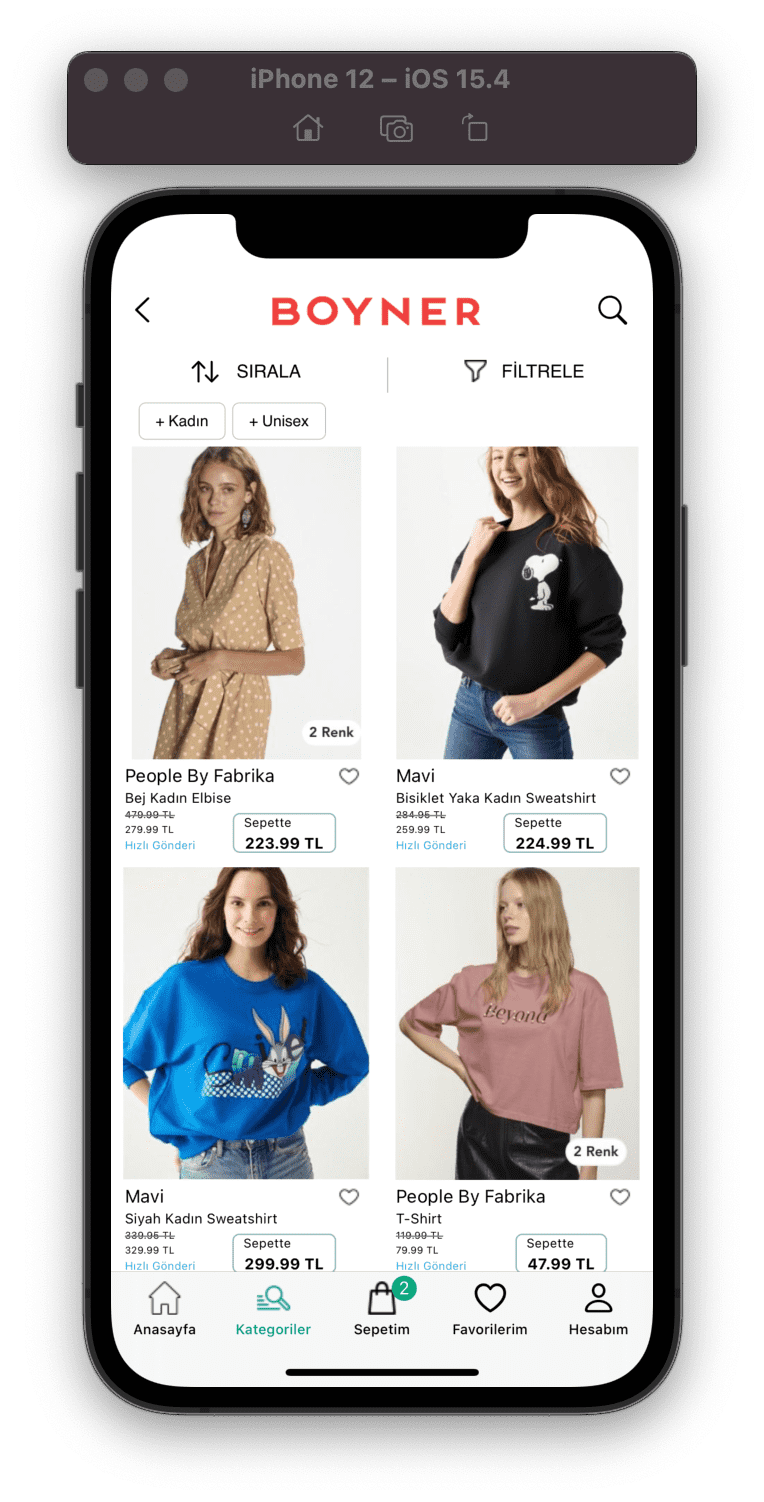 iPhone 12 – iOS 15.4
BOYNER
SIRALA
FİLTRELE
+ Kadın
+ Unisex
2 Renk
People By Fabrika
Bej Kadın Elbise
479.99 TL
279.99 TL
Hızlı Gönderi
Sepette
223.99 TL
Mavi
Bisiklet Yaka Kadın Sweatshirt
284.95 TL
259.99 TL
Hızlı Gönderi
Sepette
224.99 TL
Beyond
2 Renk
Mavi
Siyah Kadın Sweatshirt
339.95 TL
329.99 TL
Hızlı Gönderi
Sepette
299.99 TL
People By Fabrika
T-Shirt
119.99 TL
79.99 TL
Hızlı Gönderi
Sepette
47.99 TL
2
Anasayfa
Kategoriler
Sepetim
Favorilerim
Hesabım